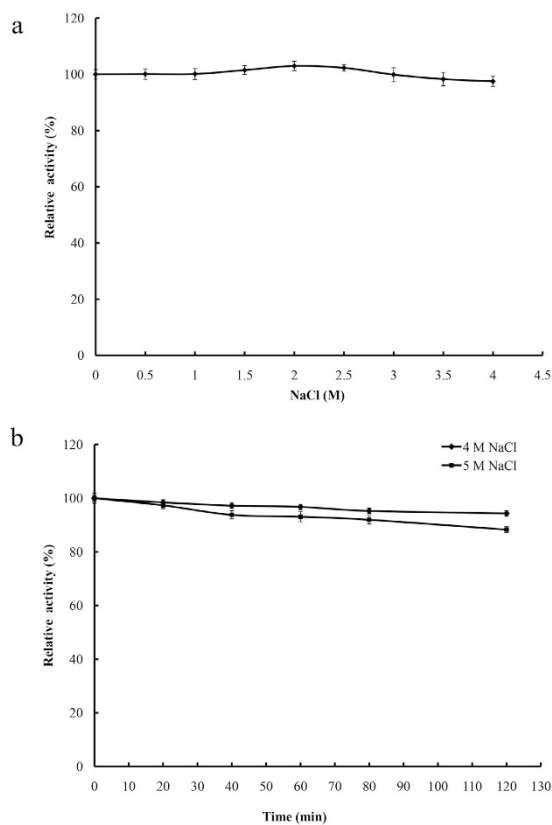 a
120
100
80
60
40
20
0
Relative activity (%)
0 0.5 1 1.5 2 2.5 3 3.5 4 4.5
NaCl (M)
b
120
100
80
60
40
20
0
Relative activity (%)
4 M NaCl
5 M NaCl
0 10 20 30 40 50 60 70 80 90 100 110 120 130
Time (min)